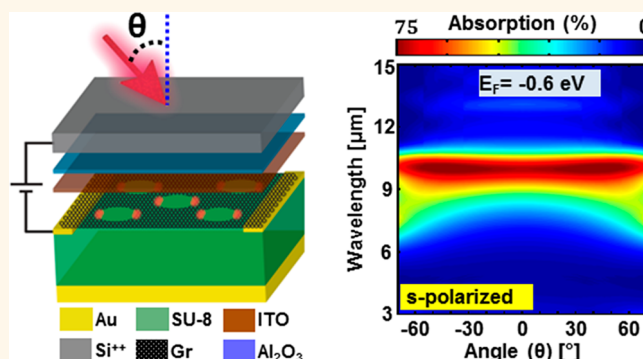 θ
Au
SU-8
ITO
Si++
Gr
Al2O3
Absorption (%)
75
E_F= -0.6 eV
Wavelength [µm]
15
12
9
6
3
s-polarized
-60
-30
0
30
60
Angle (θ) [°]